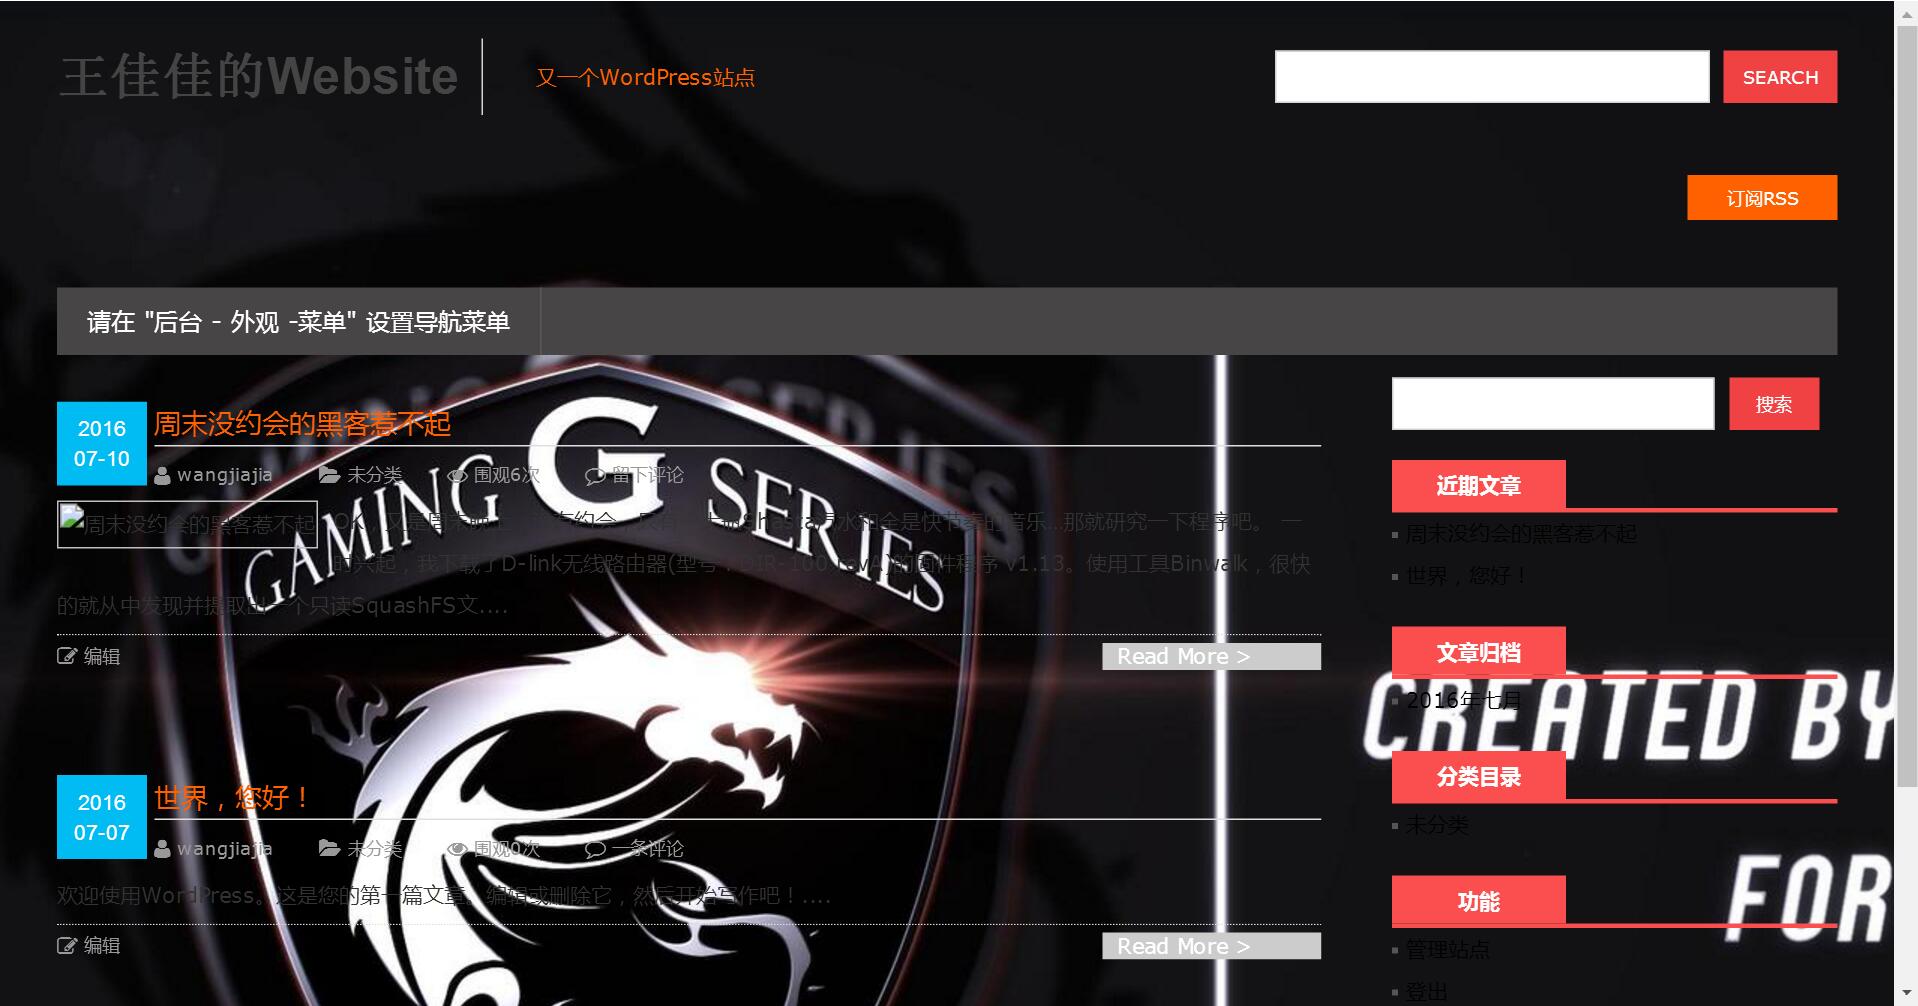 王佳佳的Website
又一个WordPress站点
SEARCH
订阅RSS
请在 "后台 - 外观 -菜单" 设置导航菜单
2016
07-10
周末没约会的黑客惹不起
wangjiajia 未分类 围观6次 留下评论
周末没约会的黑客惹不起
OK，又是周末晚上 约会 Shasta 水和全是快节奏的音乐…那就研究一下程序吧。 一
时兴起，我下载了D-link无线路由器(型号：DIR-100 revA)的固件程序 v1.13。使用工具Binwalk，很快
的就从中发现并提取出一个只读SquashFS文....
编辑
Read More >
2016
07-07
世界，您好！
wangjiajia 未分类 围观0次 一条评论
欢迎使用WordPress。这是您的第一篇文章。编辑或删除它，然后开始写作吧！....
编辑
Read More >
搜索
近期文章
周末没约会的黑客惹不起
世界，您好！
文章归档
2016年七月
分类目录
未分类
功能
管理站点
登出
GAMING G SERIES
CREATED BY
FOR